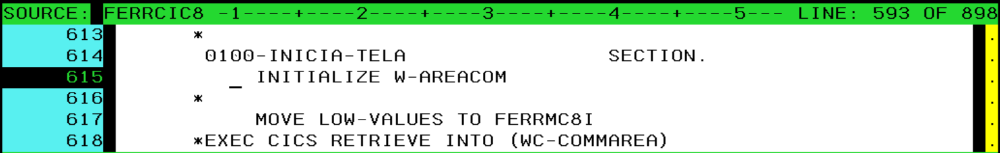 SOURCE: FERRCIC8 -1----+----2----+----3----+----4----+----5--- LINE: 593 OF 898
613 * .
614 0100-INICIA-TELA SECTION. .
615 _ INITIALIZE W-AREACOM .
616 * .
617 MOVE LOW-VALUES TO FERRMC8I .
618 *EXEC CICS RETRIEVE INTO (WC-COMMAREA) .